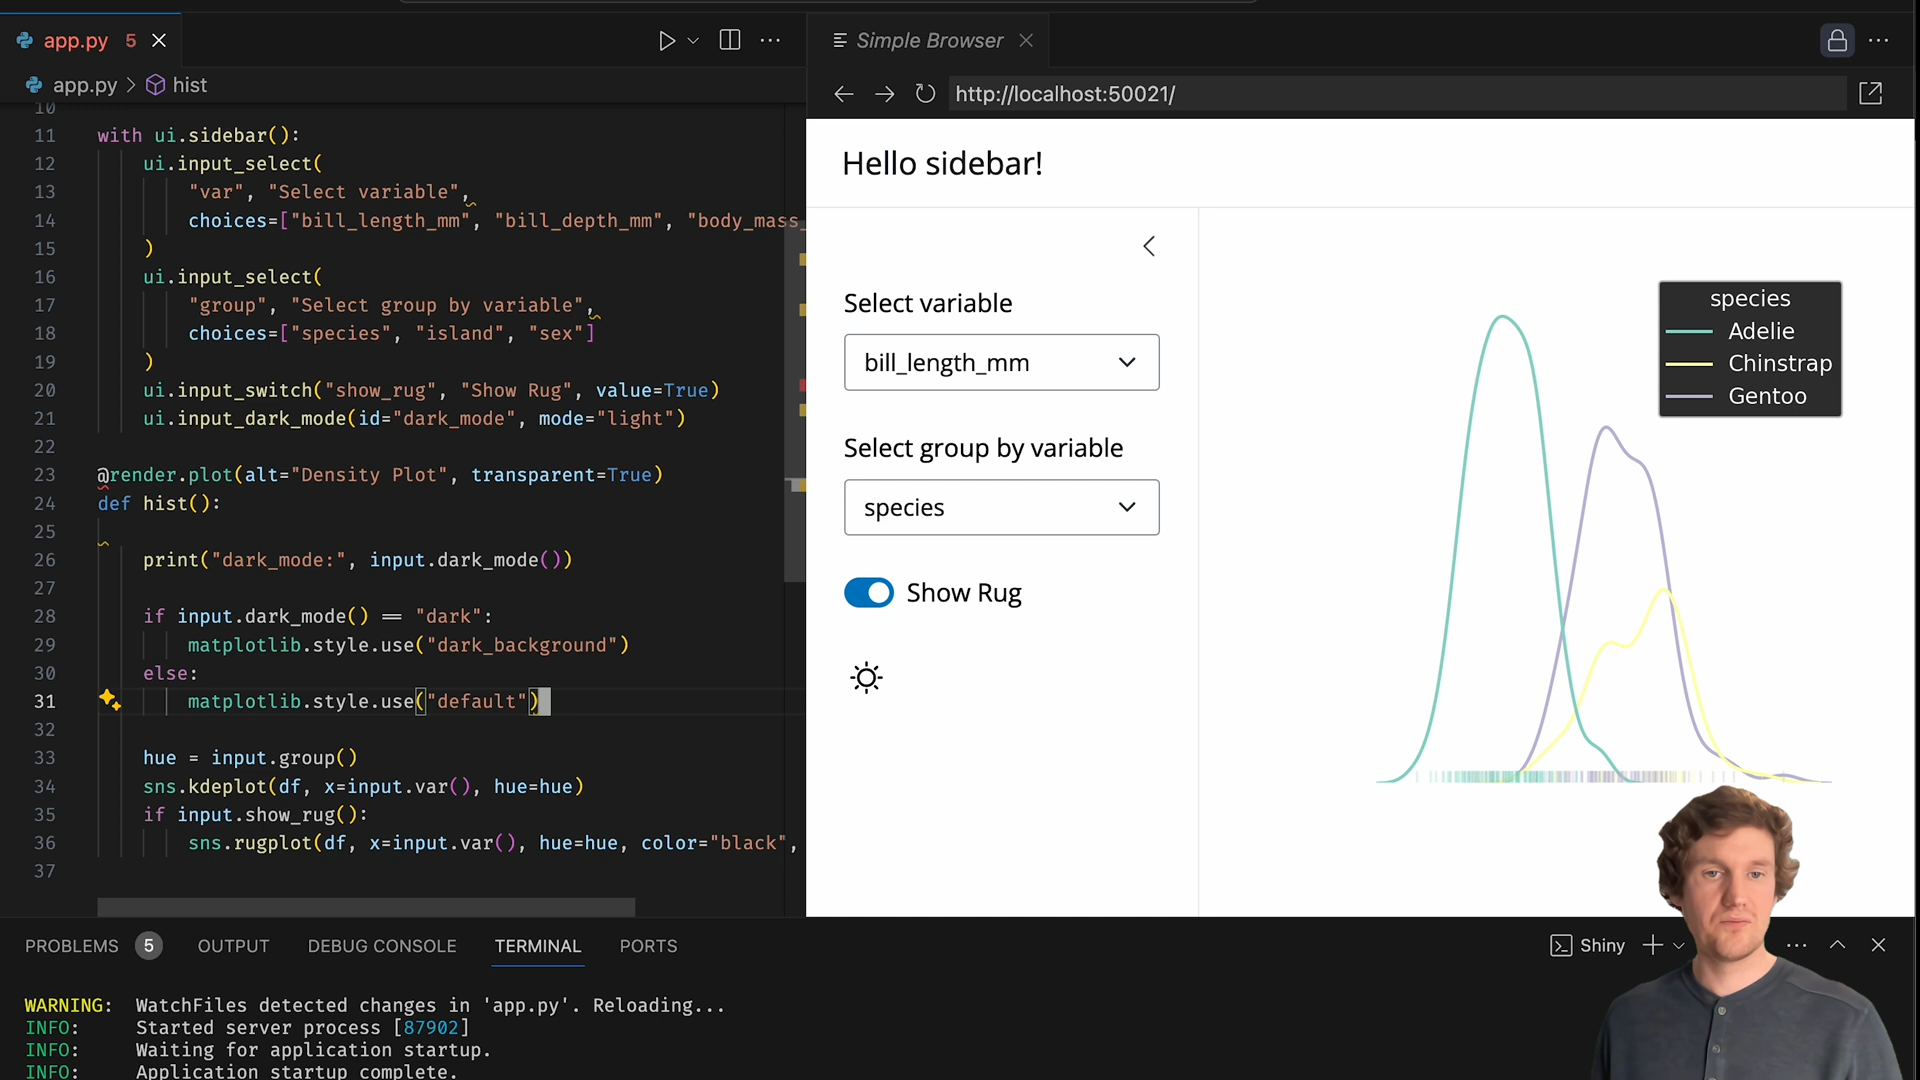 app.py 5
app.py > hist
10
11 with ui.sidebar():
12 ui.input_select(
13 "var", "Select variable",
14 choices=["bill_length_mm", "bill_depth_mm", "body_mass_
15 )
16 ui.input_select(
17 "group", "Select group by variable",
18 choices=["species", "island", "sex"]
19 )
20 ui.input_switch("show_rug", "Show Rug", value=True)
21 ui.input_dark_mode(id="dark_mode", mode="light")
22
23 @render.plot(alt="Density Plot", transparent=True)
24 def hist():
25
26 print("dark_mode:", input.dark_mode())
27
28 if input.dark_mode() == "dark":
29 matplotlib.style.use("dark_background")
30 else:
31 matplotlib.style.use("default")
32
33 hue = input.group()
34 sns.kdeplot(df, x=input.var(), hue=hue)
35 if input.show_rug():
36 sns.rugplot(df, x=input.var(), hue=hue, color="black",
37
Simple Browser
http://localhost:50021/
Hello sidebar!
Select variable
bill_length_mm
Select group by variable
species
Show Rug
species
Adelie
Chinstrap
Gentoo
PROBLEMS 5 OUTPUT DEBUG CONSOLE TERMINAL PORTS
Shiny
WARNING: WatchFiles detected changes in 'app.py'. Reloading...
INFO: Started server process [87902]
INFO: Waiting for application startup.
INFO: Application startup complete.